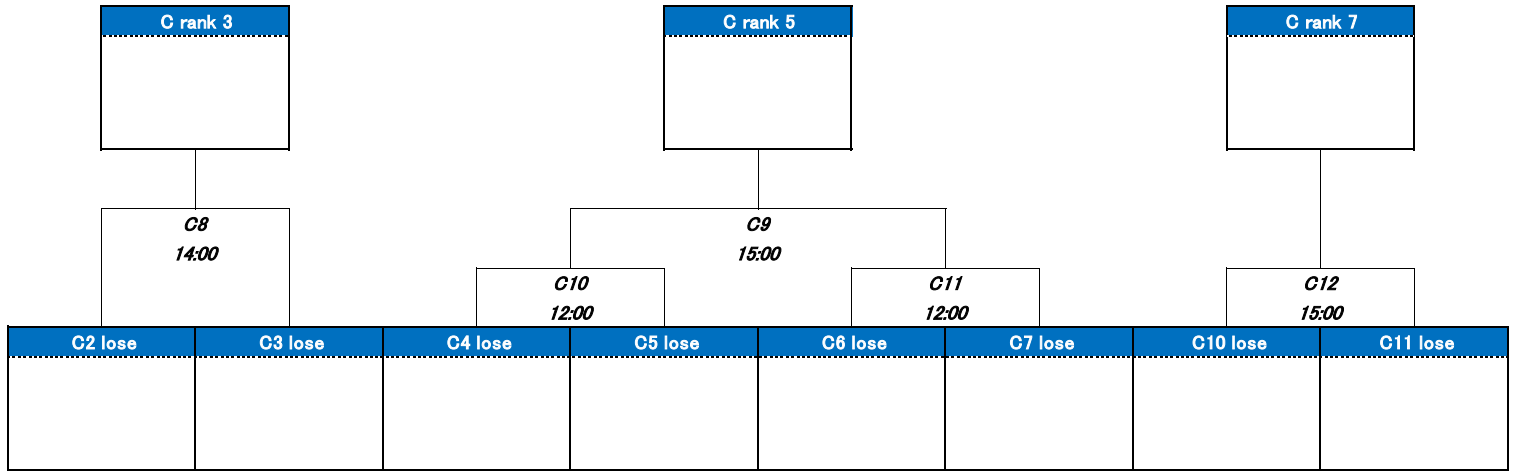 C rank 3
C rank 5
C rank 7
C8
14:00
C9
15:00
C10
12:00
C11
12:00
C12
15:00
C2 lose
C3 lose
C4 lose
C5 lose
C6 lose
C7 lose
C10 lose
C11 lose